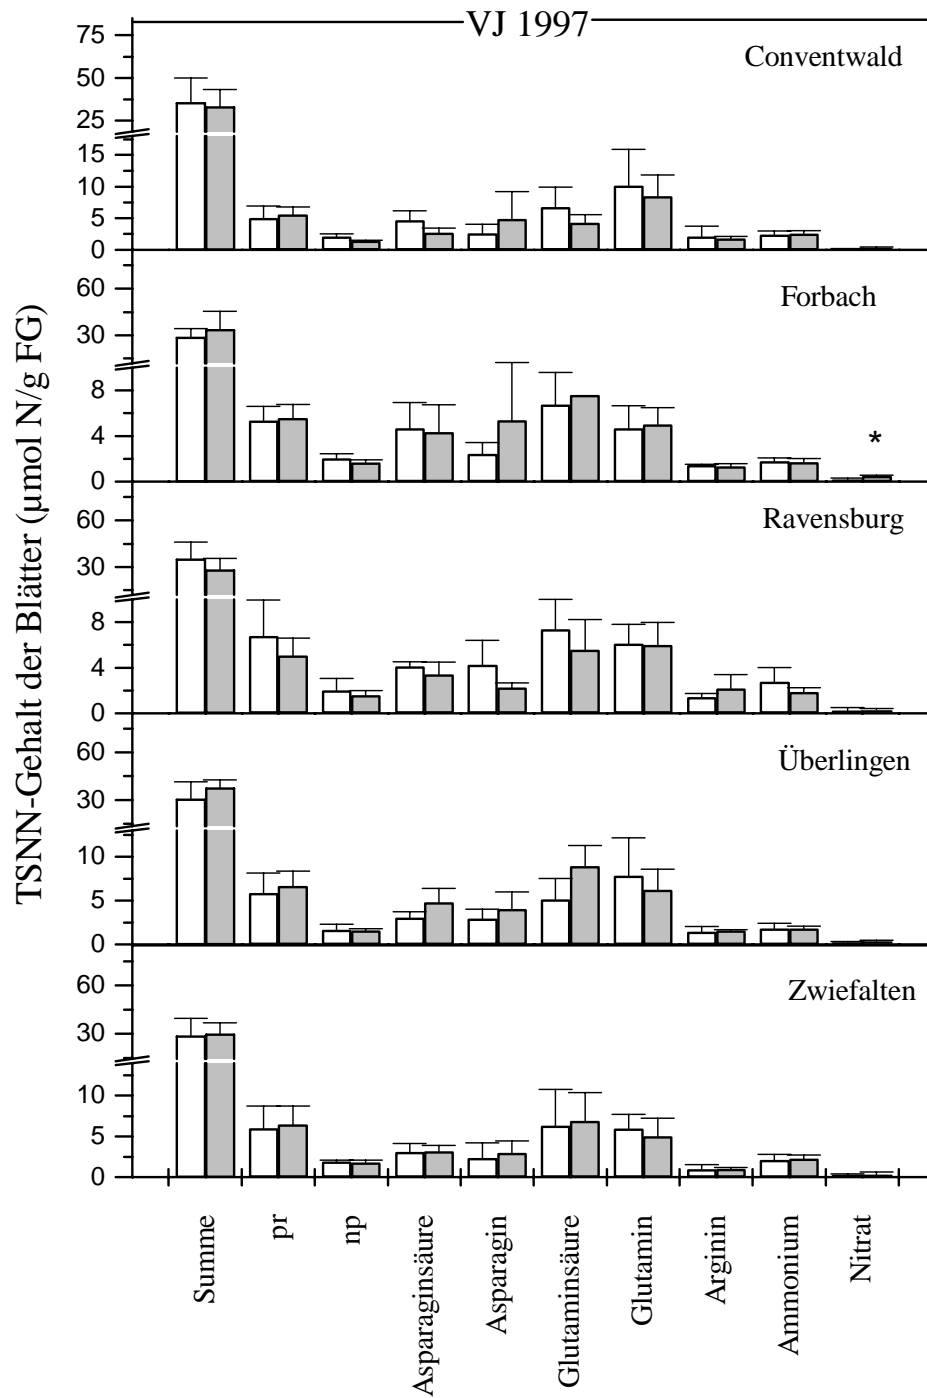 VJ 1997
Conventwald
75
50
25
15
10
5
0
Forbach
60
30
8
4
0
*
Ravensburg
60
30
8
4
0
Überlingen
60
30
10
5
0
Zwiefalten
60
30
10
5
0
TSNN-Gehalt der Blätter (µmol N/g FG)
Summe
pr
np
Asparaginsäure
Asparagin
Glutaminsäure
Glutamin
Arginin
Ammonium
Nitrat